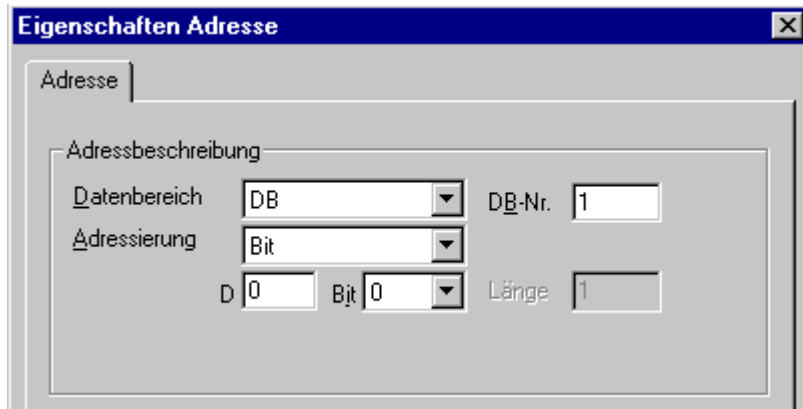 Eigenschaften Adresse
Adresse
Adressbeschreibung
Datenbereich DB DB-Nr. 1
Adressierung Bit
D 0 Bit 0 Länge 1